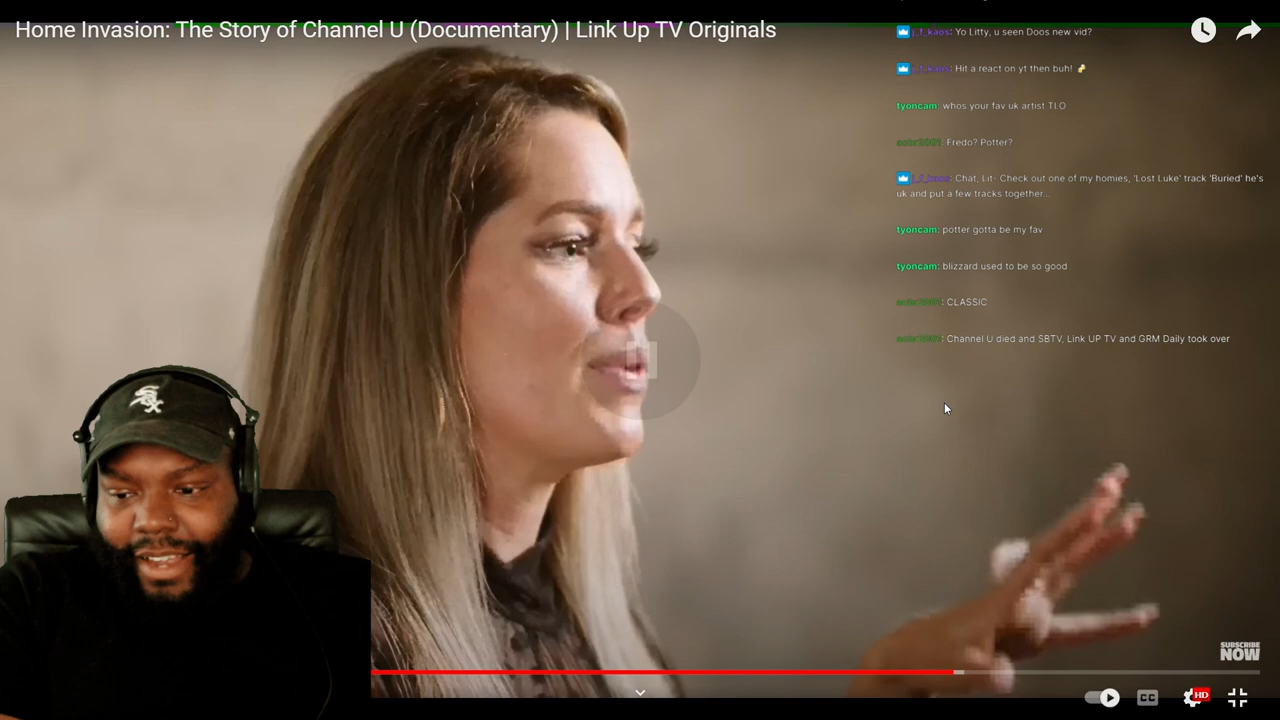 Home Invasion: The Story of Channel U (Documentary) | Link Up TV Originals
j_f_kaos: Yo Litty, u seen Doos new vid?
Hit a react on yt then buh!
tyoncam: whos your fav uk artist TLO
Fredo? Potter?
Chat, Lit- Check out one of my homies, 'Lost Luke' track 'Buried' he's
uk and put a few tracks together...
tyoncam: potter gotta be my fav
tyoncam: blizzard used to be so good
: CLASSIC
: Channel U died and SBTV, Link UP TV and GRM Daily took over
Sox
SUBSCRIBE
NOW
CC
HD